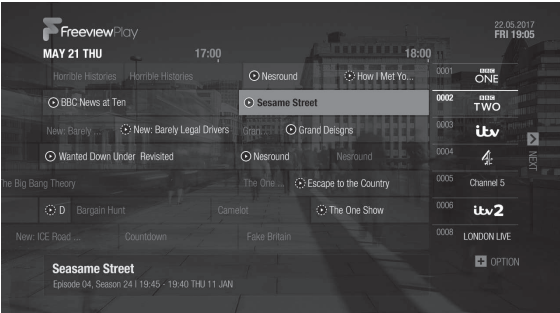 FreeviewPlay
22.05.2017
FRI 19:05
MAY 21 THU 17:00 18:00
Horrible Histories Horrible Histories Nesround How I Met Yo... 0001 BBC ONE
BBC News at Ten Sesame Street 0002 BBC TWO
New: Barely ... New: Barely Legal Drivers Gran... Grand Deisgns 0003 itv
Wanted Down Under Revisited Nesround Nesround 0004 4
The Big Bang Theory The One ... Escape to the Country 0005 Channel 5
D Bargain Hunt Camelot The One Show 0006 itv2
New: ICE Road ... Countdown Fake Britain 0008 LONDON LIVE
NEXT
OPTION
Seasame Street
Episode 04, Season 24 | 19:45 - 19:40 THU 11 JAN